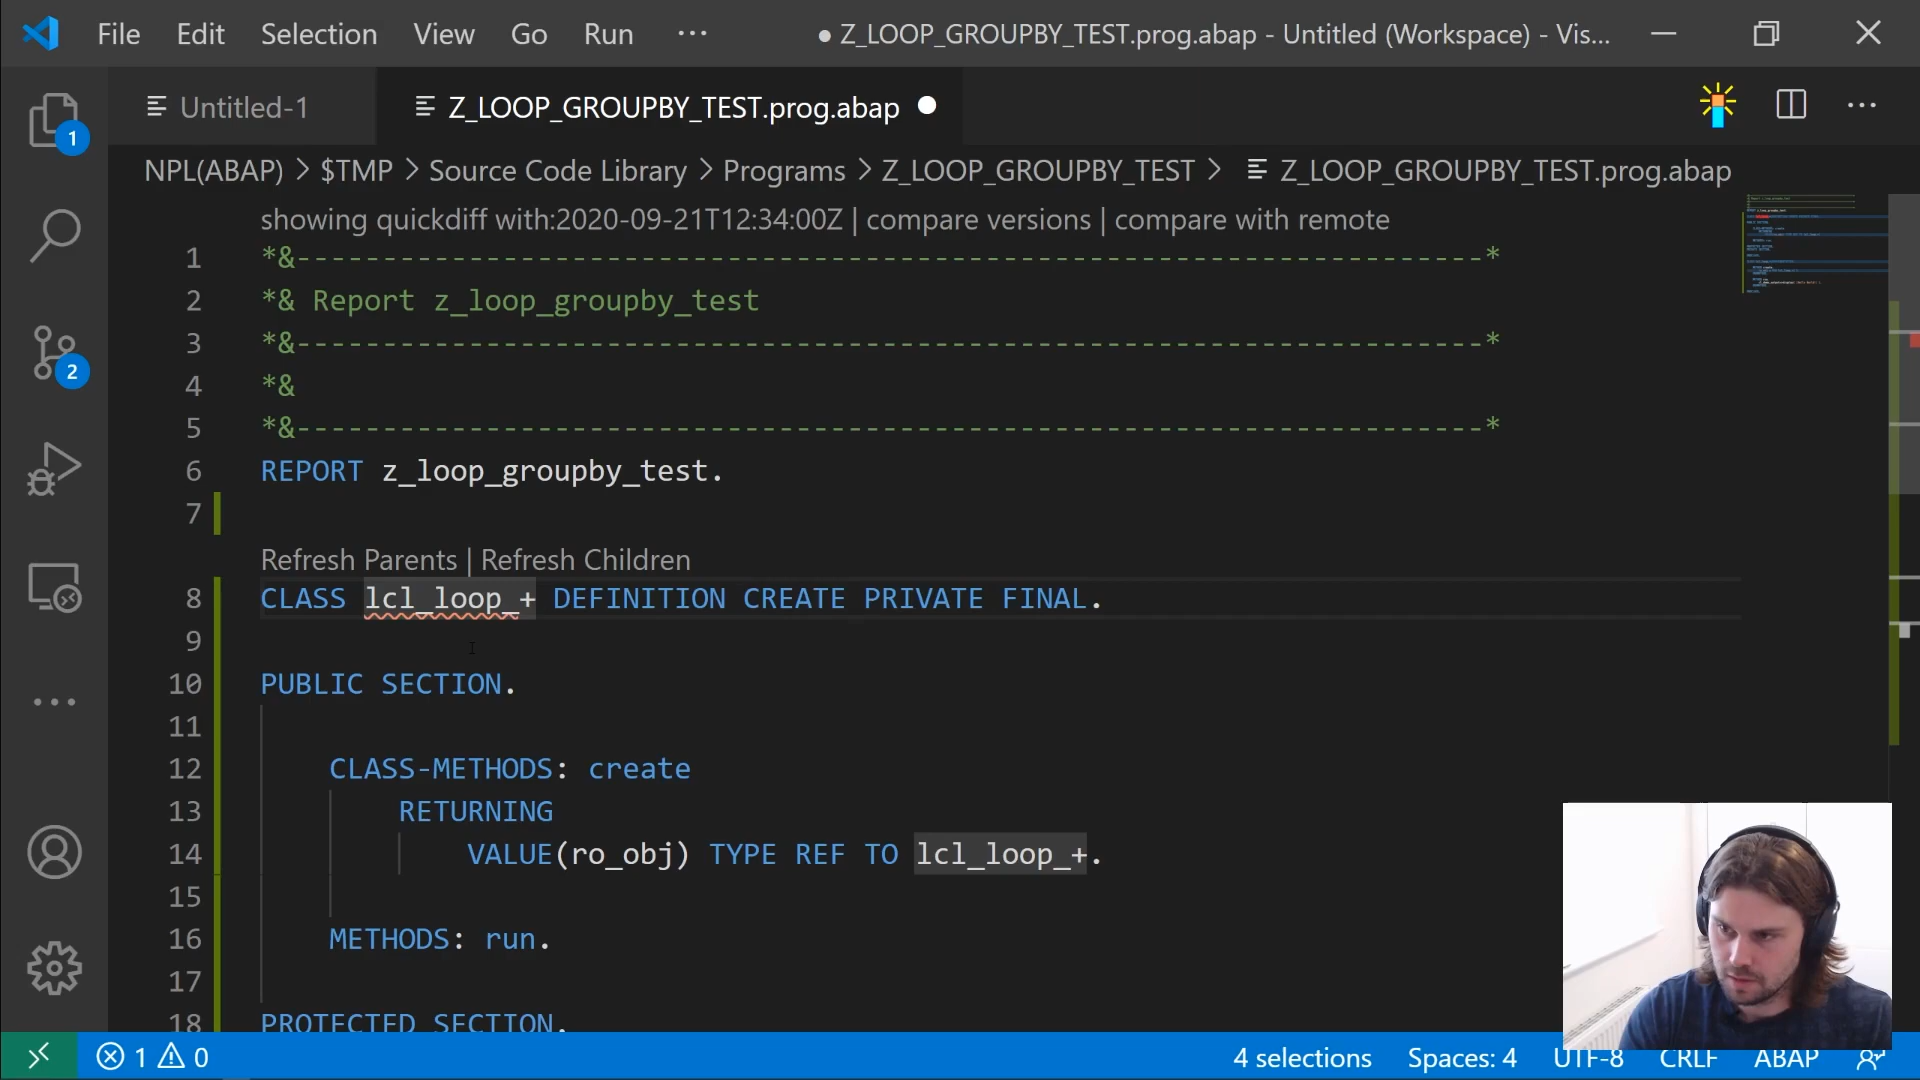 File Edit Selection View Go Run ··· ● Z_LOOP_GROUPBY_TEST.prog.abap - Untitled (Workspace) - Vis...
Untitled-1 Z_LOOP_GROUPBY_TEST.prog.abap
NPL(ABAP) > $TMP > Source Code Library > Programs > Z_LOOP_GROUPBY_TEST > Z_LOOP_GROUPBY_TEST.prog.abap
showing quickdiff with:2020-09-21T12:34:00Z | compare versions | compare with remote
1 *&---------------------------------------------------------------------*
2 *& Report z_loop_groupby_test
3 *&---------------------------------------------------------------------*
4 *&
5 *&---------------------------------------------------------------------*
6 REPORT z_loop_groupby_test.
7
Refresh Parents | Refresh Children
8 CLASS lcl_loop_+ DEFINITION CREATE PRIVATE FINAL.
9
10 PUBLIC SECTION.
11
12 CLASS-METHODS: create
13 RETURNING
14 VALUE(ro_obj) TYPE REF TO lcl_loop_+.
15
16 METHODS: run.
17
18 PROTECTED SECTION.
1
2
1 0 4 selections Spaces: 4 UTF-8 CRLF ABAP